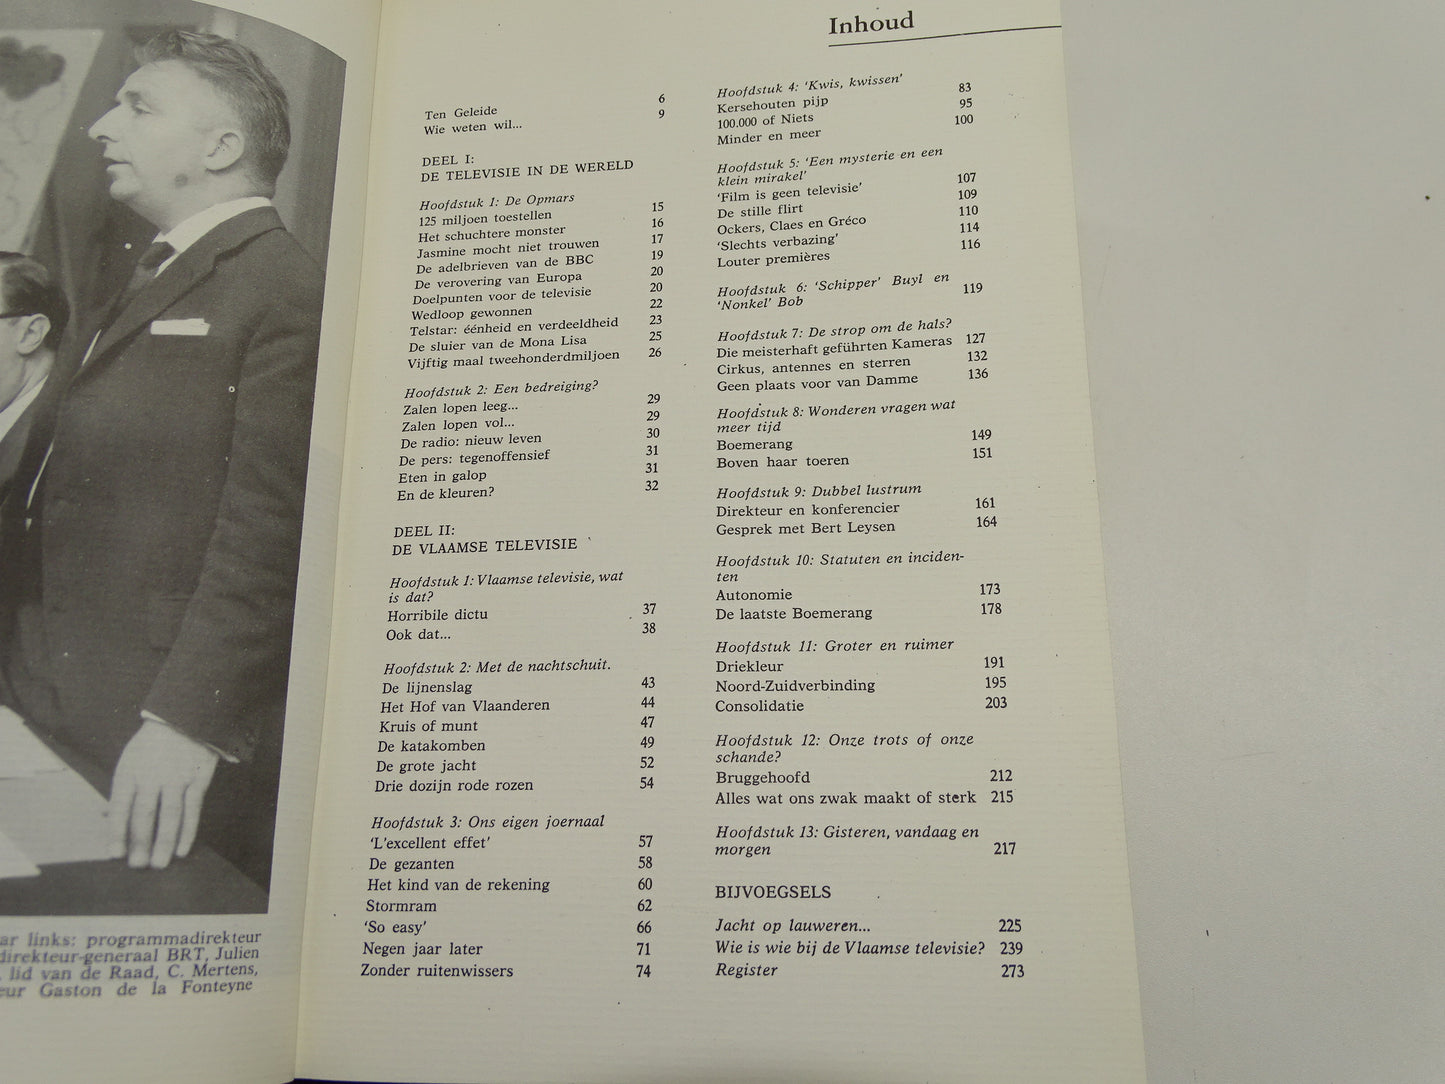 ar links: programmadirekteur
direkteur-generaal BRT, Julien
lid van de Raad, C. Mertens,
eur Gaston de la Fonteyne
Inhoud
Ten Geleide 6
Wie weten wil... 9
DEEL I:
DE TELEVISIE IN DE WERELD
Hoofdstuk 1: De Opmars
125 miljoen toestellen 15
Het schuchtere monster 16
Jasmine mocht niet trouwen 17
De adelbrieven van de BBC 19
De verovering van Europa 20
Doelpunten voor de televisie 20
Wedloop gewonnen 22
Telstar: éénheid en verdeeldheid 23
De sluier van de Mona Lisa 25
Vijftig maal tweehonderdmiljoen 26
Hoofdstuk 2: Een bedreiging?
Zalen lopen leeg... 29
Zalen lopen vol... 29
De radio: nieuw leven 30
De pers: tegenoffensief 31
Eten in galop 31
En de kleuren? 32
DEEL II:
DE VLAAMSE TELEVISIE
Hoofdstuk 1: Vlaamse televisie, wat
is dat?
Horribile dictu 37
Ook dat... 38
Hoofdstuk 2: Met de nachtschuit.
De lijnenslag 43
Het Hof van Vlaanderen 44
Kruis of munt 47
De katakomben 49
De grote jacht 52
Drie dozijn rode rozen 54
Hoofdstuk 3: Ons eigen joernaal
'L'excellent effet' 57
De gezanten 58
Het kind van de rekening 60
Stormram 62
'So easy' 66
Negen jaar later 71
Zonder ruitenwissers 74
Hoofdstuk 4: 'Kwis, kwissen'
Kersehouten pijp 83
100.000 of Niets 95
Minder en meer 100
Hoofdstuk 5: 'Een mysterie en een
klein mirakel'
'Film is geen televisie' 107
De stille flirt 109
Ockers, Claes en Gréco 110
'Slechts verbazing' 114
Louter premières 116
Hoofdstuk 6: 'Schipper' Buyl en
'Nonkel' Bob 119
Hoofdstuk 7: De strop om de hals?
Die meisterhaft geführten Kameras 127
Cirkus, antennes en sterren 132
Geen plaats voor van Damme 136
Hoofdstuk 8: Wonderen vragen wat
meer tijd
Boemerang 149
Boven haar toeren 151
Hoofdstuk 9: Dubbel lustrum
Direkteur en konferencier 161
Gesprek met Bert Leysen 164
Hoofdstuk 10: Statuten en inciden-
ten
Autonomie 173
De laatste Boemerang 178
Hoofdstuk 11: Groter en ruimer
Driekleur 191
Noord-Zuidverbinding 195
Consolidatie 203
Hoofdstuk 12: Onze trots of onze
schande?
Bruggehoofd 212
Alles wat ons zwak maakt of sterk 215
Hoofdstuk 13: Gisteren, vandaag en
morgen 217
BIJVOEGSELS
Jacht op lauweren... 225
Wie is wie bij de Vlaamse televisie? 239
Register 273